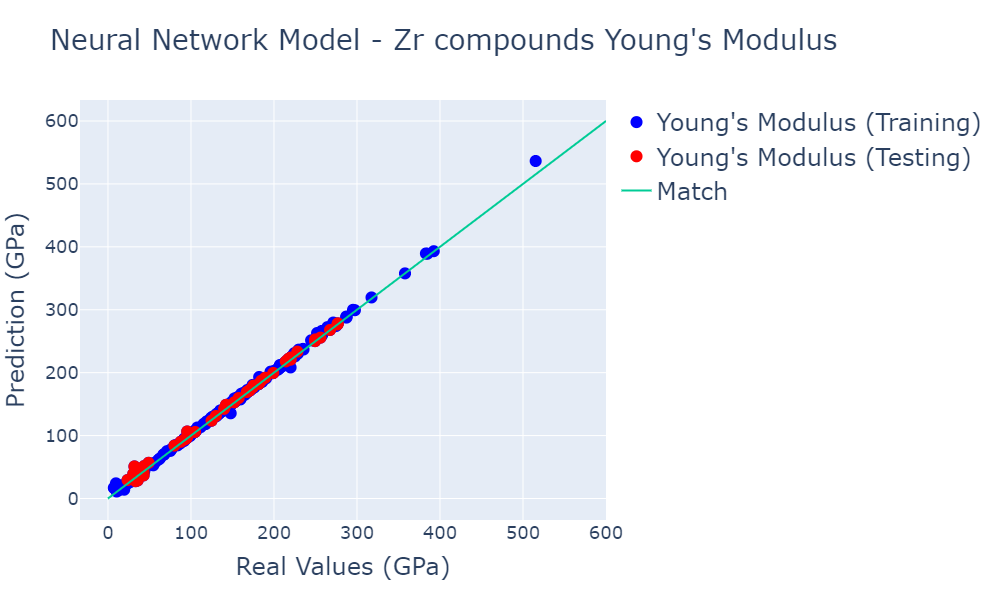 Neural Network Model - Zr compounds Young's Modulus
Young's Modulus (Training)
Young's Modulus (Testing)
Match
Prediction (GPa)
600
500
400
300
200
100
0
0 100 200 300 400 500 600
Real Values (GPa)